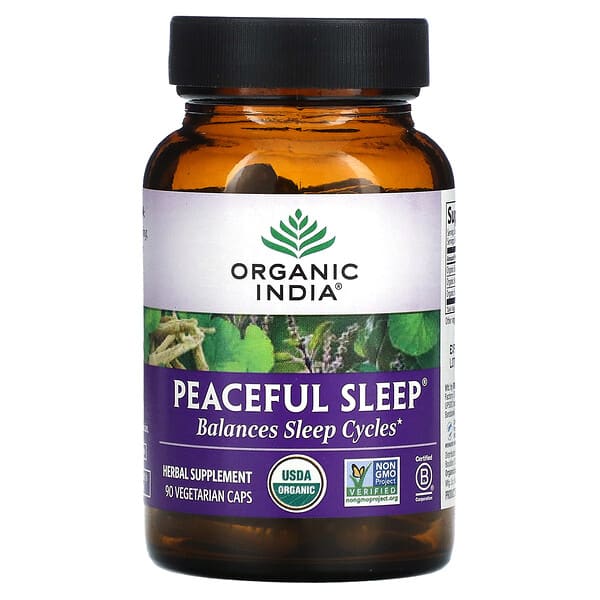 ORGANIC
INDIA®
PEACEFUL SLEEP®
Balances Sleep Cycles*
HERBAL SUPPLEMENT
90 VEGETARIAN CAPS
USDA
ORGANIC
NON
GMO
Project
VERIFIED
nongmoproject.org
Certified
B
Corporation